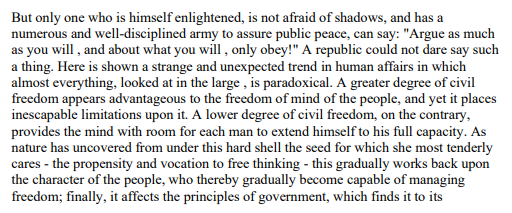 But only one who is himself enlightened, is not afraid of shadows, and has a
numerous and well-disciplined army to assure public peace, can say: "Argue as much
as you will , and about what you will , only obey!" A republic could not dare say such
a thing. Here is shown a strange and unexpected trend in human affairs in which
almost everything, looked at in the large , is paradoxical. A greater degree of civil
freedom appears advantageous to the freedom of mind of the people, and yet it places
inescapable limitations upon it. A lower degree of civil freedom, on the contrary,
provides the mind with room for each man to extend himself to his full capacity. As
nature has uncovered from under this hard shell the seed for which she most tenderly
cares - the propensity and vocation to free thinking - this gradually works back upon
the character of the people, who thereby gradually become capable of managing
freedom; finally, it affects the principles of government, which finds it to its